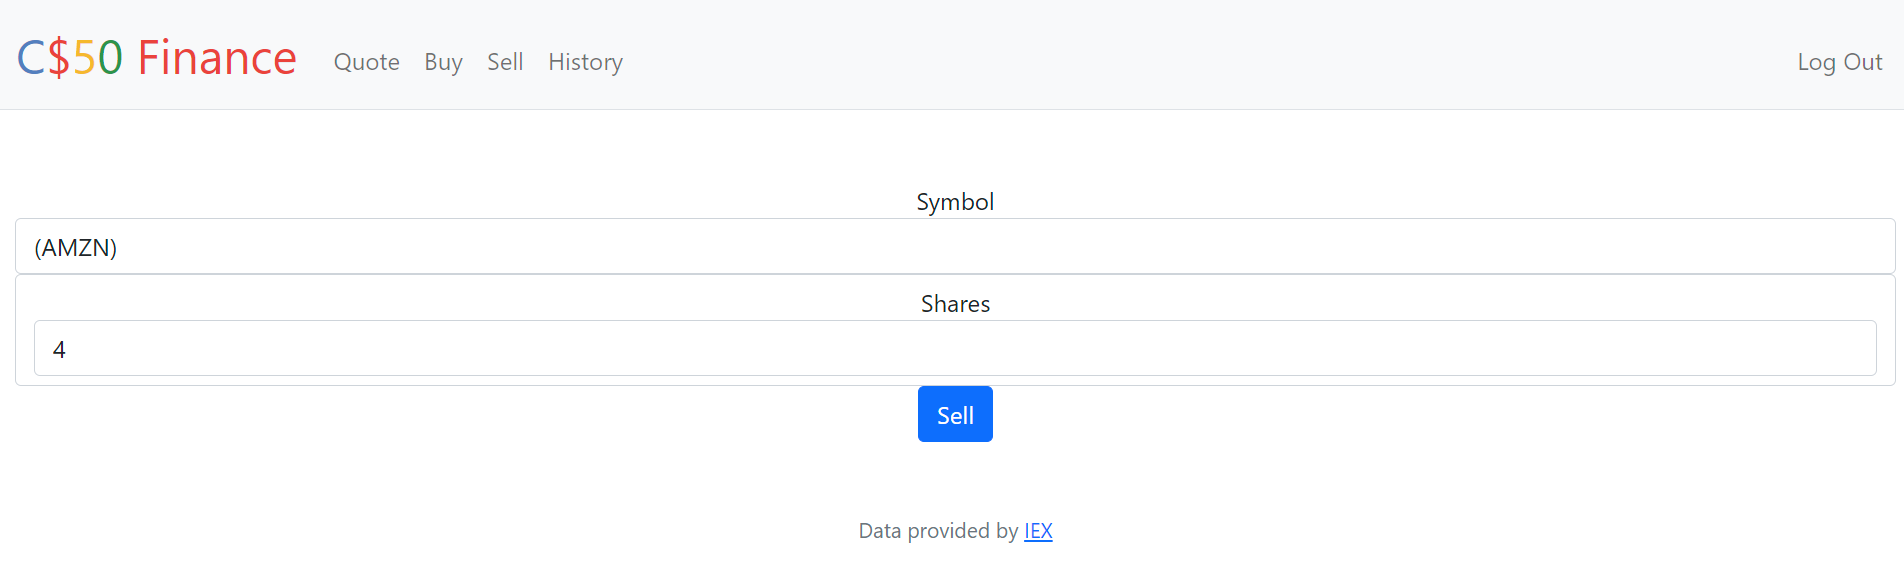 C$50 Finance Quote Buy Sell History Log Out
Symbol
(AMZN)
Shares
4
Sell
Data provided by IEX